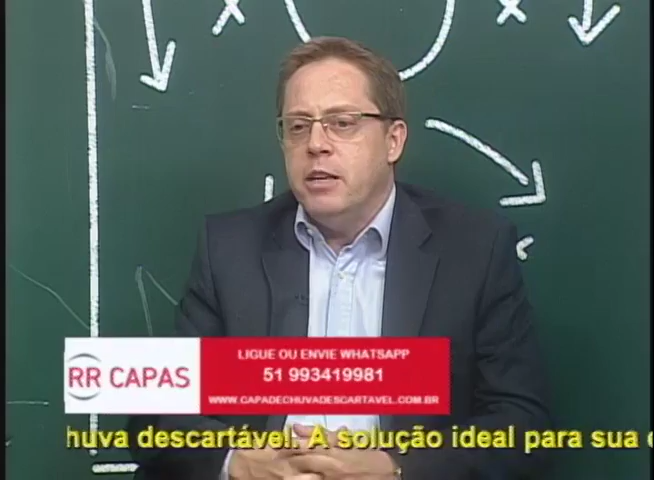 RR CAPAS
LIGUE OU ENVIE WHATSAPP
51 993419981
WWW.CAPADECHUVADESCARTAVEL.COM.BR
huva descartável. A solução ideal para sua